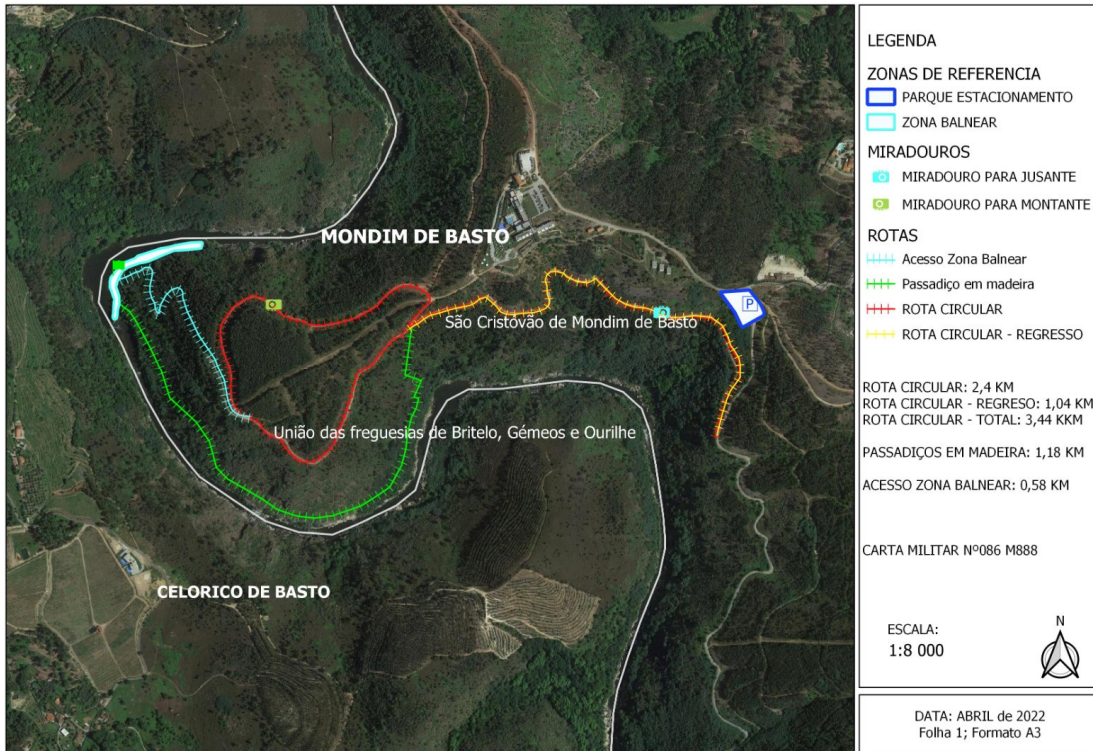 MONDIM DE BASTO
P
São Cristóvão de Mondim de Basto
União das freguesias de Britelo, Gémeos e Ourilhe
CELORICO DE BASTO
LEGENDA
ZONAS DE REFERENCIA
PARQUE ESTACIONAMENTO
ZONA BALNEAR
MIRADOUROS
MIRADOURO PARA JUSANTE
MIRADOURO PARA MONTANTE
ROTAS
Acesso Zona Balnear
Passadiço em madeira
ROTA CIRCULAR
ROTA CIRCULAR - REGRESSO
ROTA CIRCULAR: 2,4 KM
ROTA CIRCULAR - REGRESO: 1,04 KM
ROTA CIRCULAR - TOTAL: 3,44 KKM
PASSADIÇOS EM MADEIRA: 1,18 KM
ACESSO ZONA BALNEAR: 0,58 KM
CARTA MILITAR Nº086 M888
ESCALA:
1:8 000
N
DATA: ABRIL de 2022
Folha 1; Formato A3